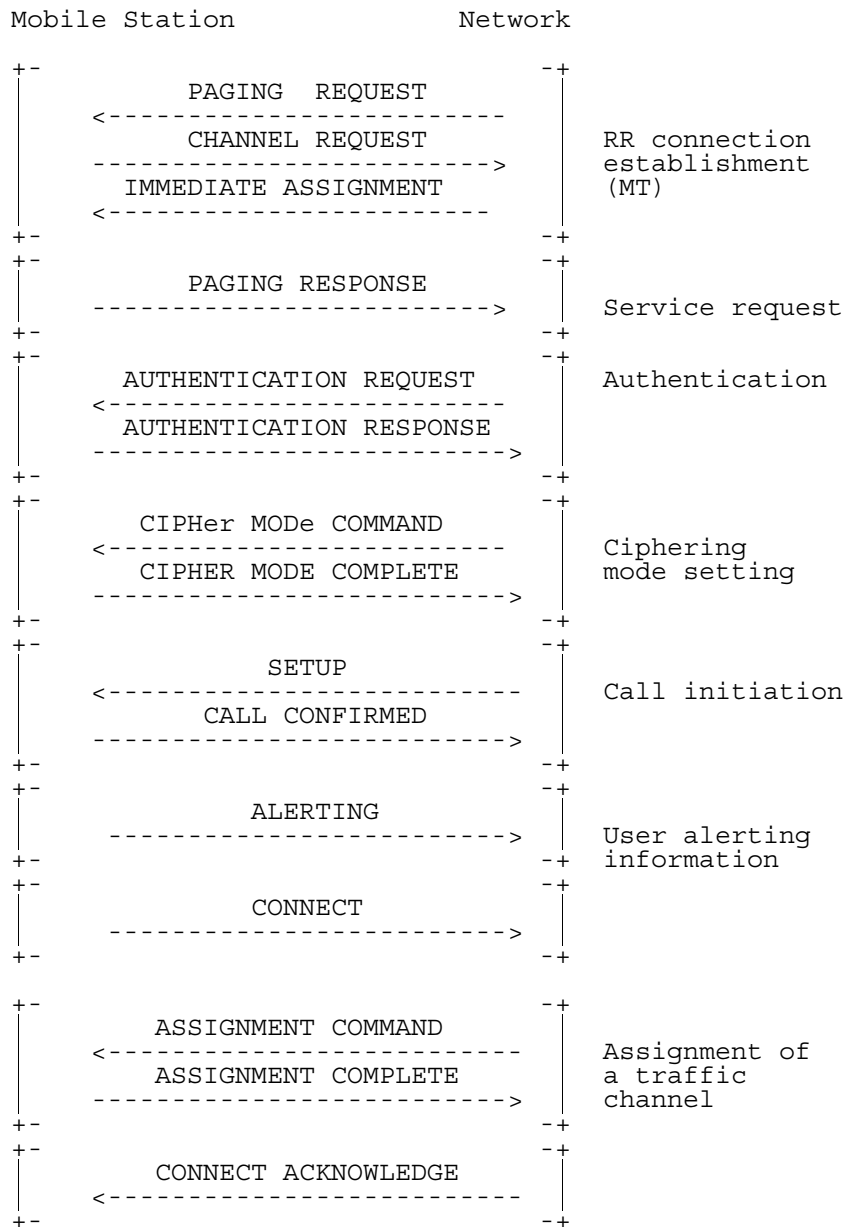 Mobile Station Network
PAGING REQUEST
CHANNEL REQUEST RR connection
establishment
IMMEDIATE ASSIGNMENT (MT)
PAGING RESPONSE
Service request
AUTHENTICATION REQUEST Authentication
AUTHENTICATION RESPONSE
CIPHer MODe COMMAND
Ciphering
CIPHER MODE COMPLETE mode setting
SETUP
Call initiation
CALL CONFIRMED
ALERTING
User alerting
information
CONNECT
ASSIGNMENT COMMAND
Assignment of
ASSIGNMENT COMPLETE a traffic
channel
CONNECT ACKNOWLEDGE